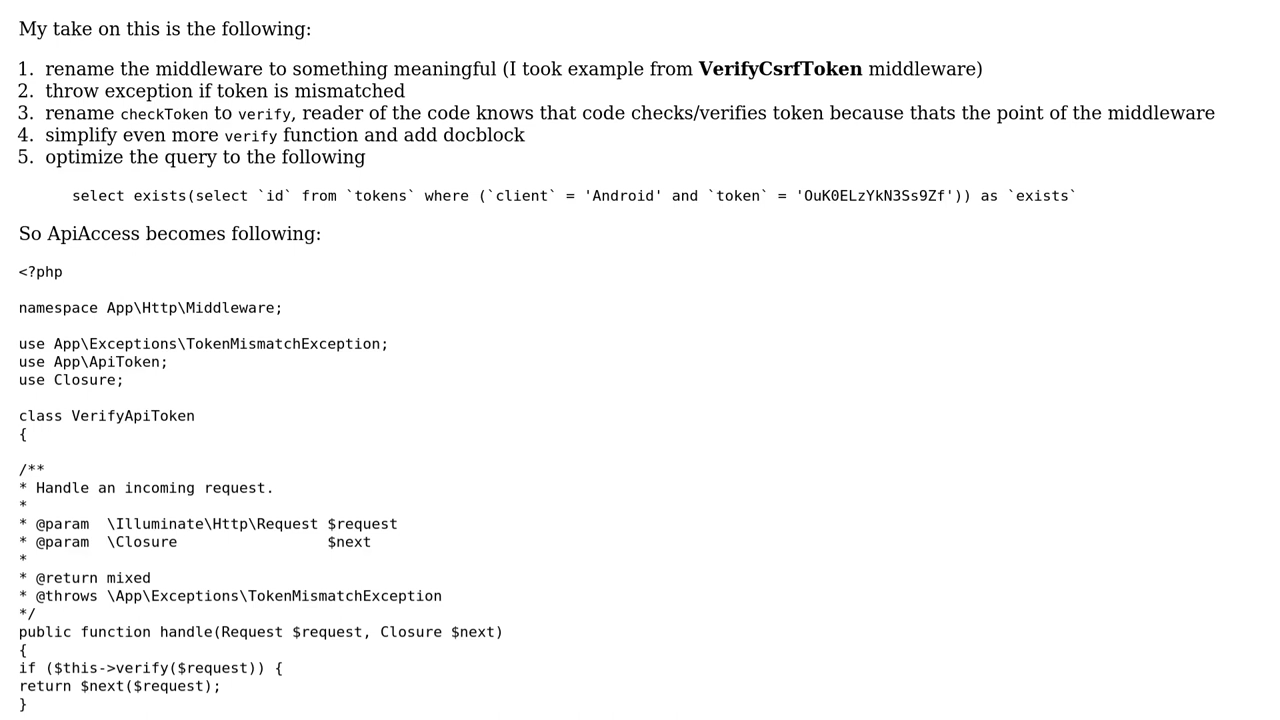 My take on this is the following:
1. rename the middleware to something meaningful (I took example from VerifyCsrfToken middleware)
2. throw exception if token is mismatched
3. rename checkToken to verify, reader of the code knows that code checks/verifies token because thats the point of the middleware
4. simplify even more verify function and add docblock
5. optimize the query to the following
select exists(select `id` from `tokens` where (`client` = 'Android' and `token` = 'OuK0ELzYkN3Ss9Zf')) as `exists`
So ApiAccess becomes following:
<?php
namespace App\Http\Middleware;
use App\Exceptions\TokenMismatchException;
use App\ApiToken;
use Closure;
class VerifyApiToken
{
/**
* Handle an incoming request.
*
* @param  \Illuminate\Http\Request $request
* @param  \Closure                 $next
*
* @return mixed
* @throws \App\Exceptions\TokenMismatchException
*/
public function handle(Request $request, Closure $next)
{
if ($this->verify($request)) {
return $next($request);
}